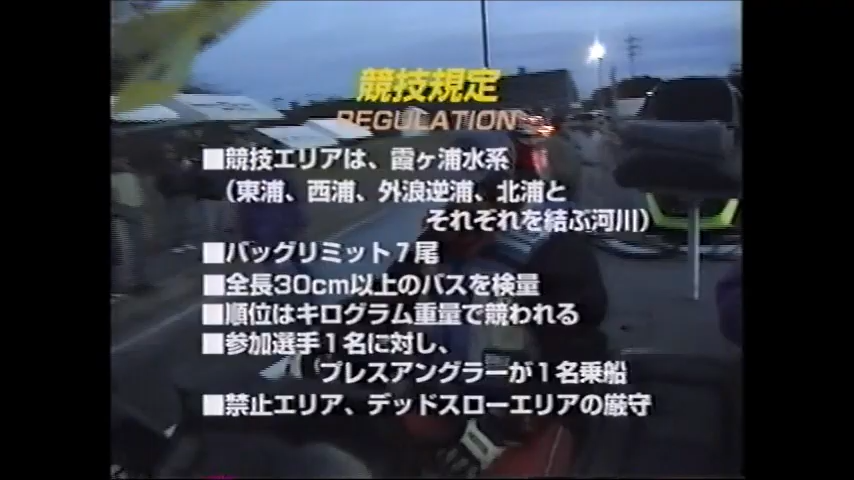 競技規定
REGULATION
■競技エリアは、霞ヶ浦水系
（東浦、西浦、外浪逆浦、北浦と
それぞれを結ぶ河川）
■バッグリミット７尾
■全長30cm以上のバスを検量
■順位はキログラム重量で競われる
■参加選手１名に対し、
プレスアングラーが１名乗船
■禁止エリア、デッドスローエリアの厳守